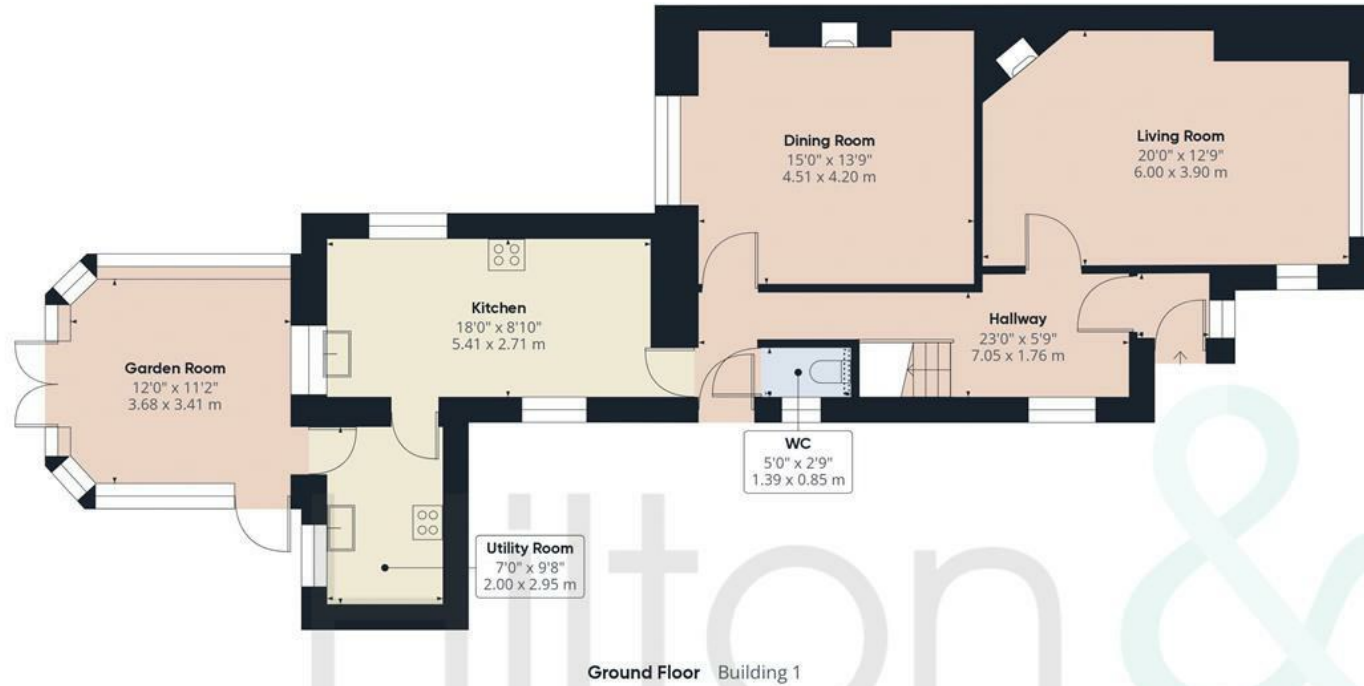 Dining Room
15'0" x 13'9"
4.51 x 4.20 m
Living Room
20'0" x 12'9"
6.00 x 3.90 m
Kitchen
18'0" x 8'10"
5.41 x 2.71 m
Hallway
23'0" x 5'9"
7.05 x 1.76 m
Garden Room
12'0" x 11'2"
3.68 x 3.41 m
WC
5'0" x 2'9"
1.39 x 0.85 m
Utility Room
7'0" x 9'8"
2.00 x 2.95 m
Hilton &
Ground Floor Building 1